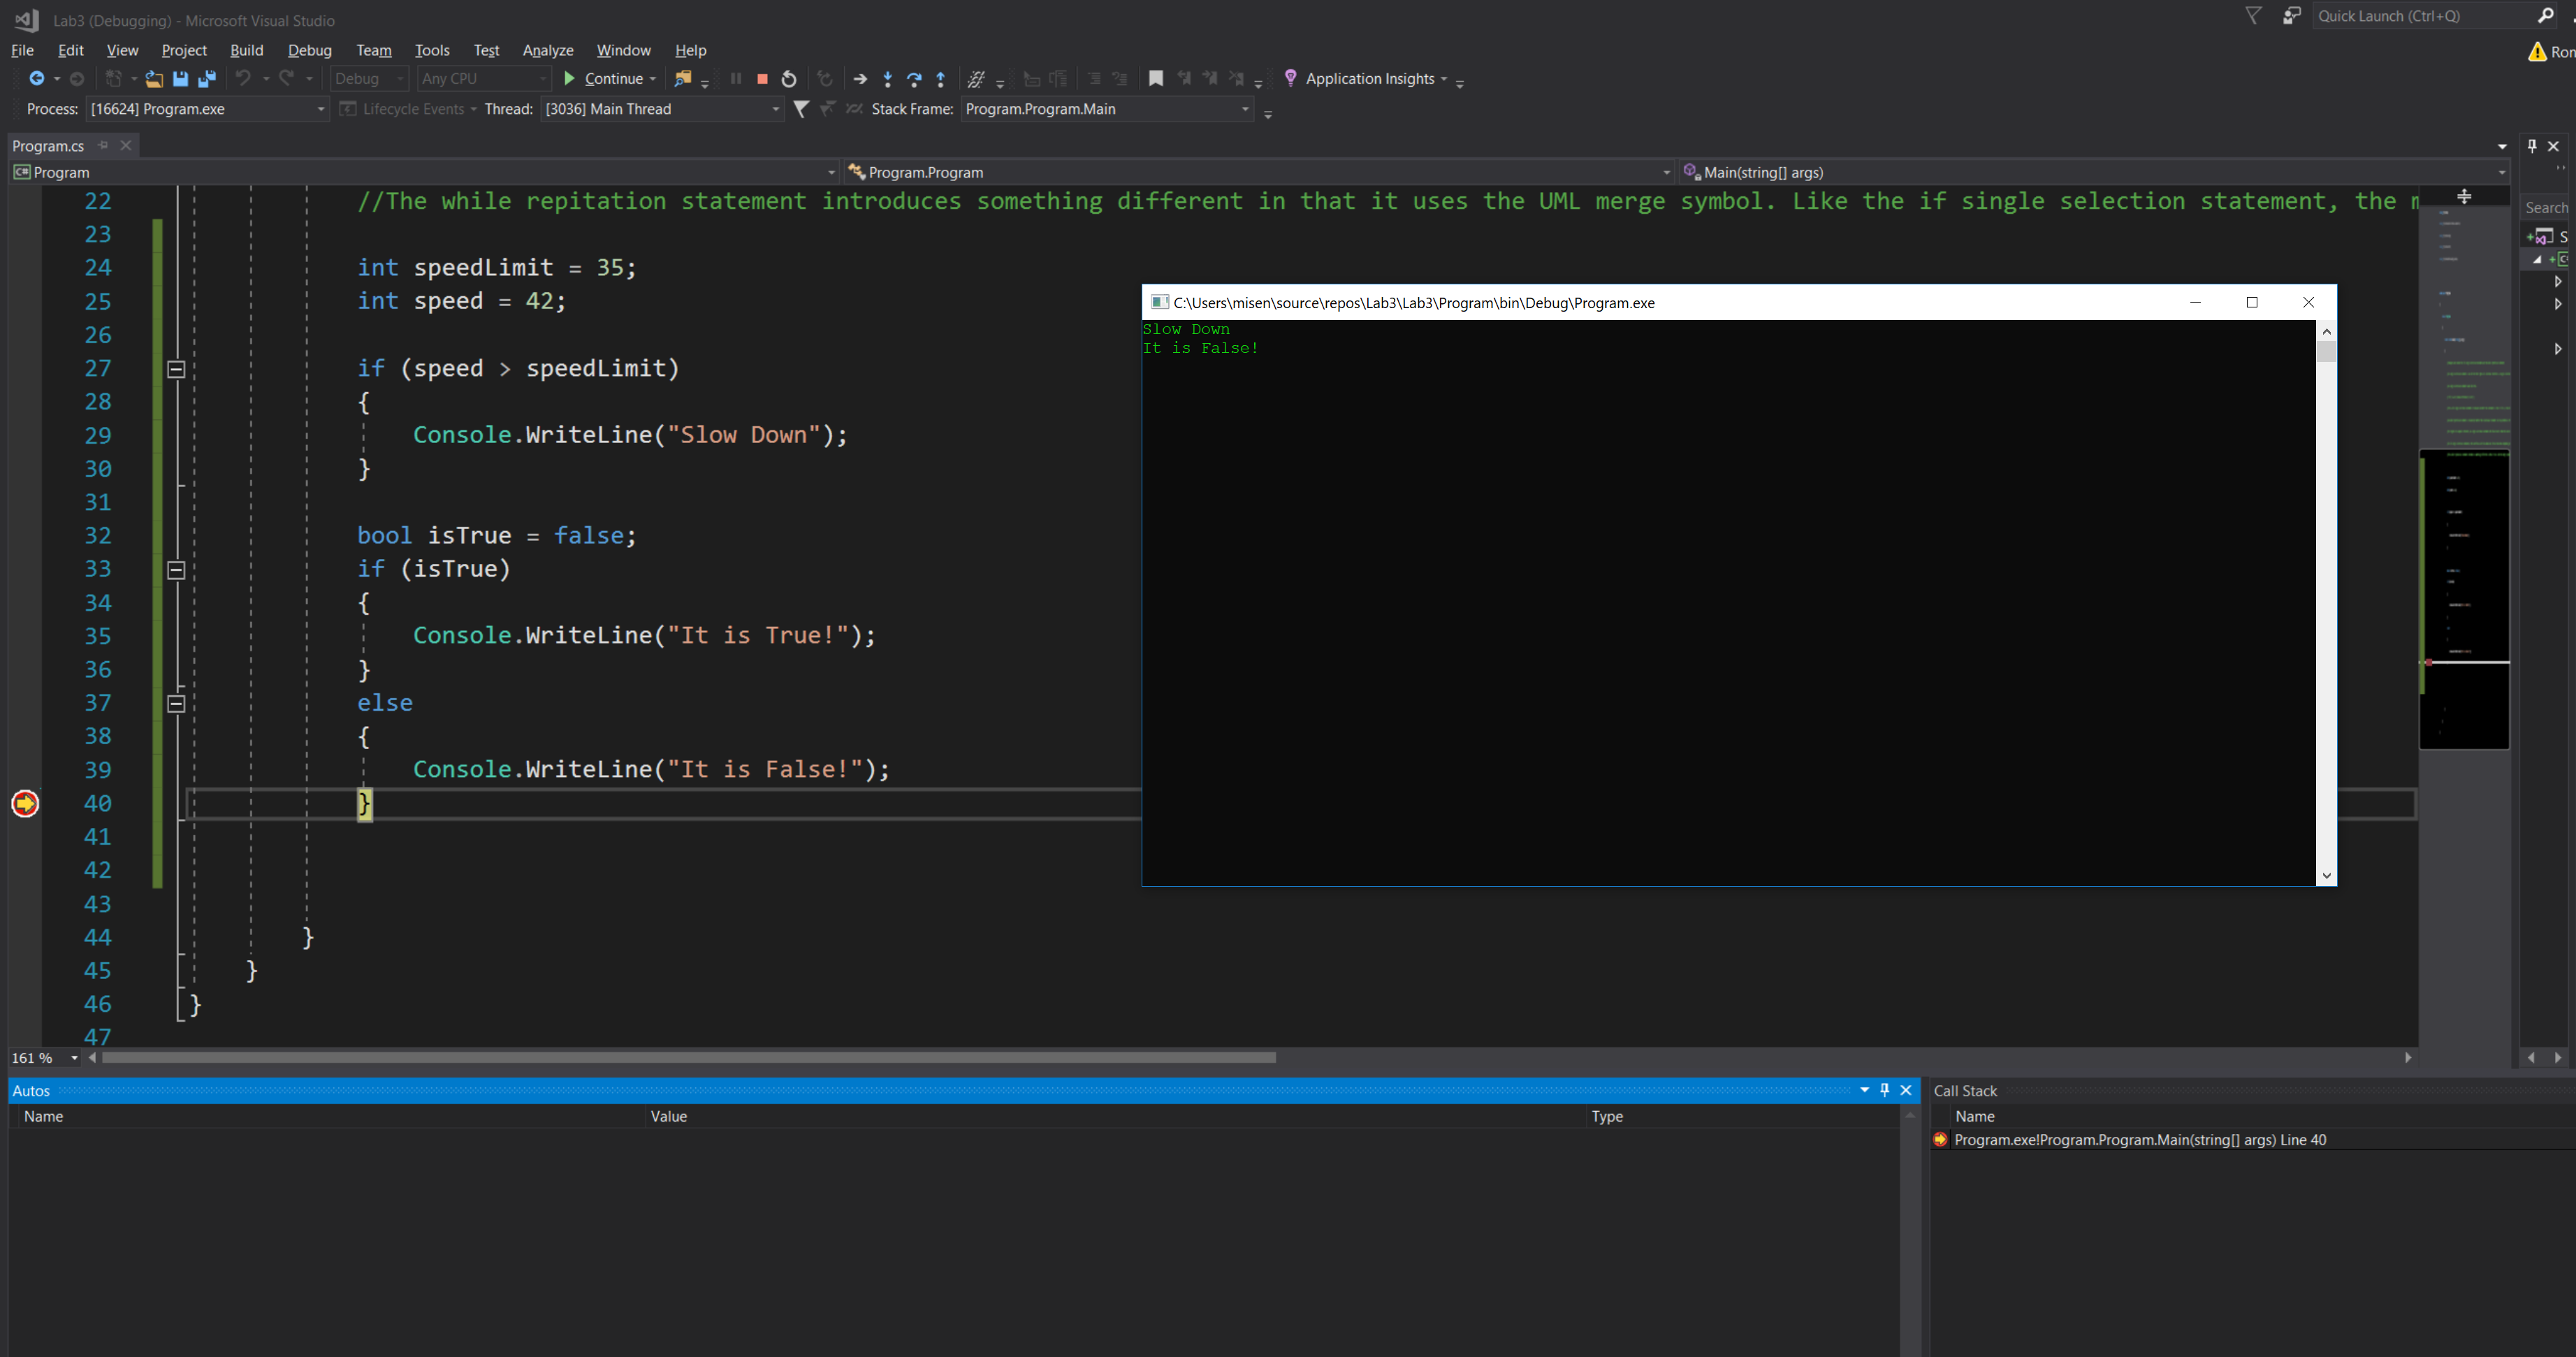 Lab3 (Debugging) - Microsoft Visual Studio
Quick Launch (Ctrl+Q)
File Edit View Project Build Debug Team Tools Test Analyze Window Help
Debug Any CPU Continue Application Insights
Process: [16624] Program.exe Lifecycle Events Thread: [3036] Main Thread Stack Frame: Program.Program.Main
Program.cs
Program Program.Program Main(string[] args)
Search
22 //The while repitation statement introduces something different in that it uses the UML merge symbol. Like the if single selection statement, the
23
24 int speedLimit = 35;
25 int speed = 42;
26
27 if (speed > speedLimit)
28 {
29 Console.WriteLine("Slow Down");
30 }
31
32 bool isTrue = false;
33 if (isTrue)
34 {
35 Console.WriteLine("It is True!");
36 }
37 else
38 {
39 Console.WriteLine("It is False!");
40 }
41
42
43
44 }
45 }
46 }
47
C:\Users\misen\source\repos\Lab3\Lab3\Program\bin\Debug\Program.exe
Slow Down
It is False!
161 %
Autos
Name Value Type
Call Stack
Name
Program.exe!Program.Program.Main(string[] args) Line 40